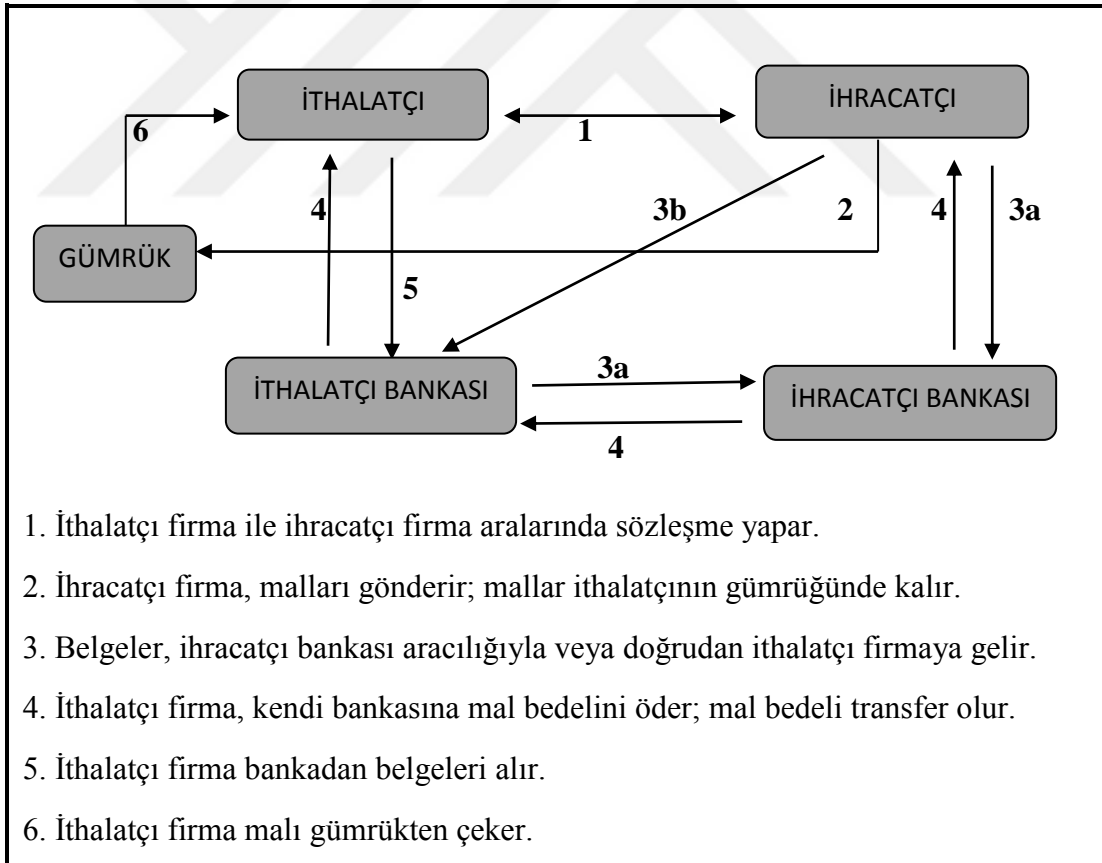 İTHALATÇI
İHRACATÇI
6
1
4
3b
2
4
3a
GÜMRÜK
5
İTHALATÇI BANKASI
3a
İHRACATÇI BANKASI
4
1. İthalatçı firma ile ihracatçı firma aralarında sözleşme yapar.
2. İhracatçı firma, malları gönderir; mallar ithalatçının gümrüğünde kalır.
3. Belgeler, ihracatçı bankası aracılığıyla veya doğrudan ithalatçı firmaya gelir.
4. İthalatçı firma, kendi bankasına mal bedelini öder; mal bedeli transfer olur.
5. İthalatçı firma bankadan belgeleri alır.
6. İthalatçı firma malı gümrükten çeker.